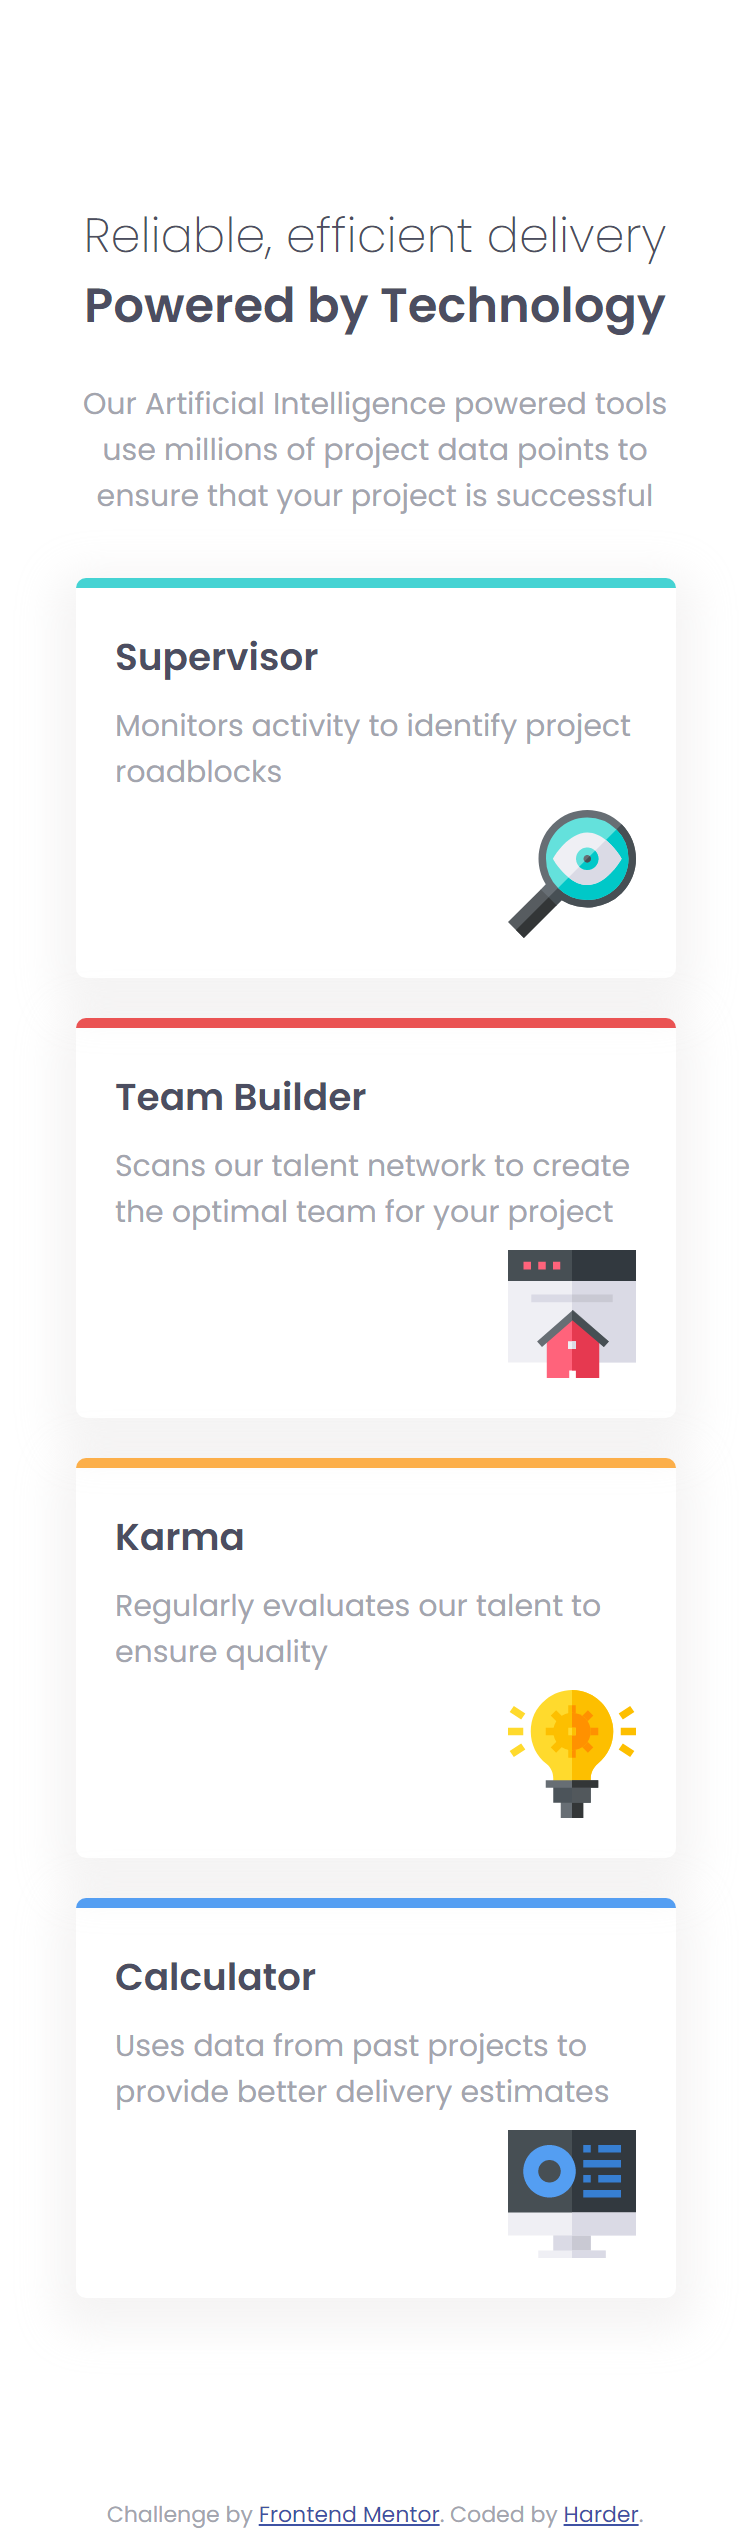 Reliable, efficient delivery
Powered by Technology
Our Artificial Intelligence powered tools
use millions of project data points to
ensure that your project is successful
Supervisor
Monitors activity to identify project
roadblocks
Team Builder
Scans our talent network to create
the optimal team for your project
Karma
Regularly evaluates our talent to
ensure quality
Calculator
Uses data from past projects to
provide better delivery estimates
Challenge by Frontend Mentor. Coded by Harder.